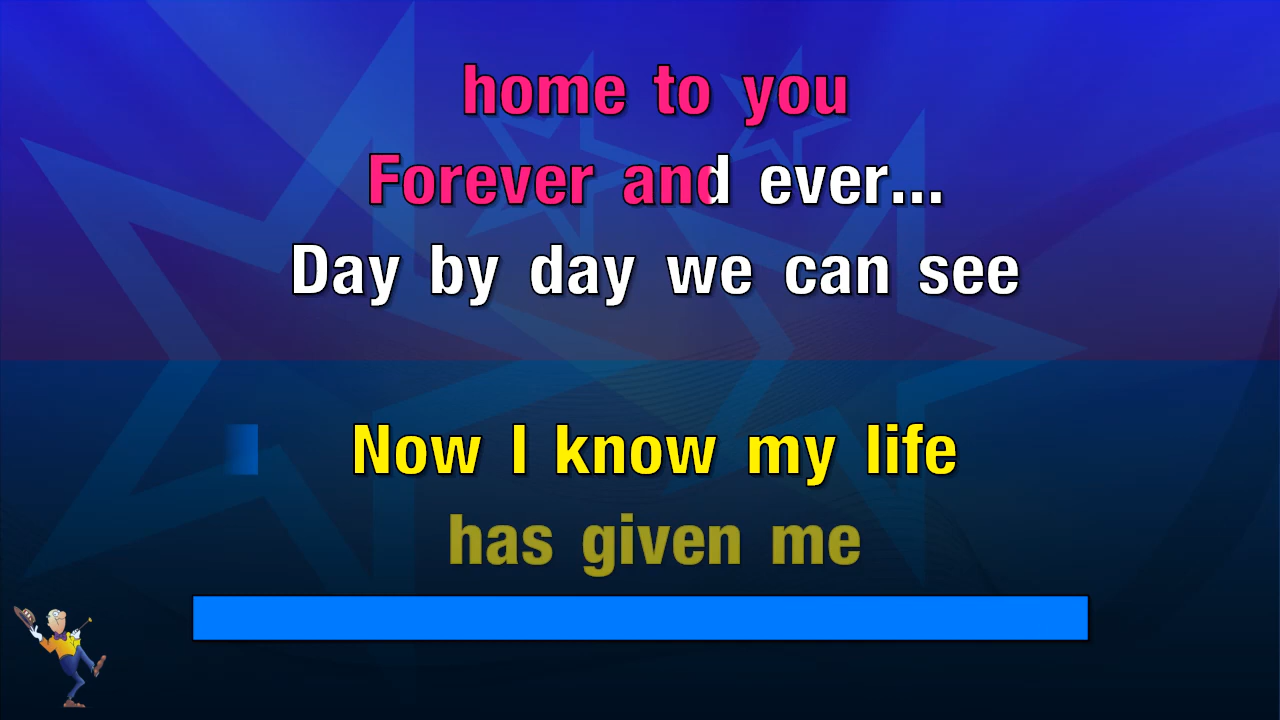 home to you
Forever and ever...
Day by day we can see
Now I know my life
has given me